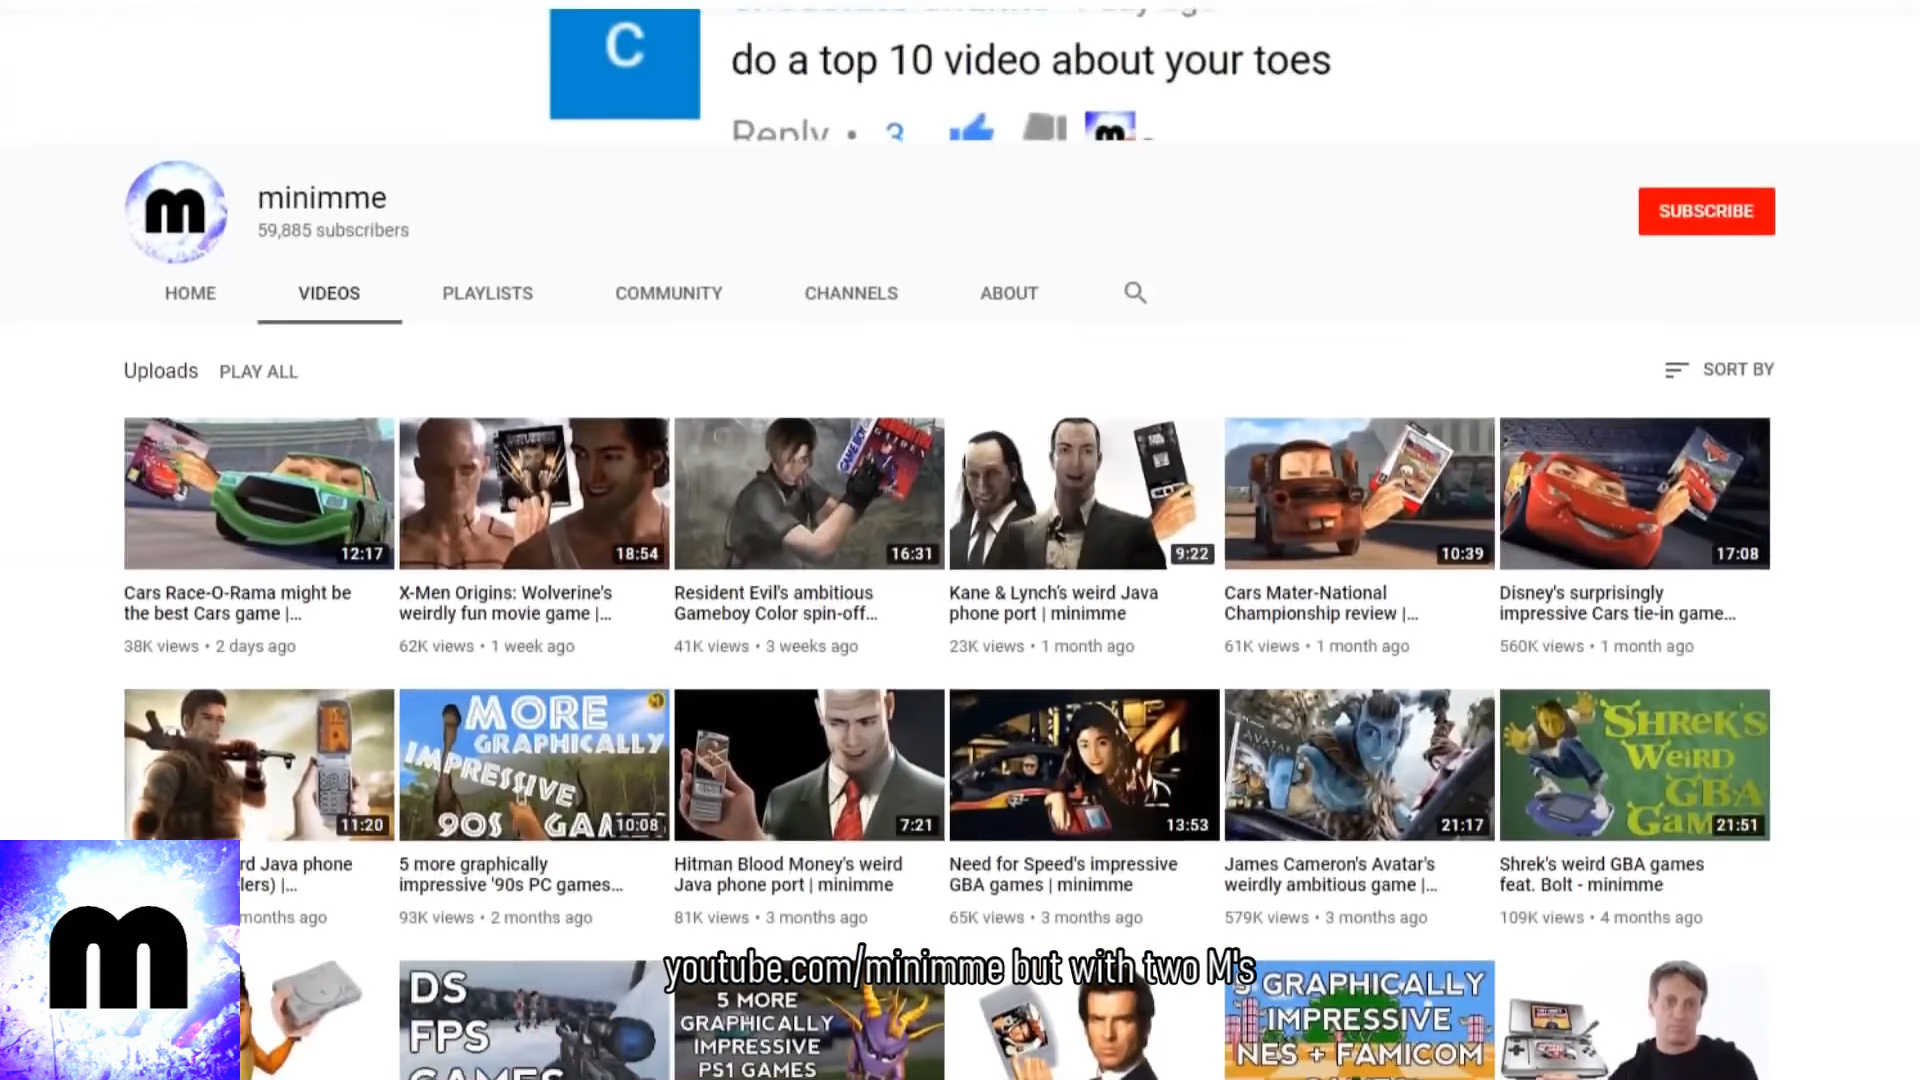 C
do a top 10 video about your toes
Reply • 3
m
m
minimme
59,885 subscribers
SUBSCRIBE
HOME VIDEOS PLAYLISTS COMMUNITY CHANNELS ABOUT
Uploads PLAY ALL
SORT BY
12:17 18:54 16:31 9:22 10:39 17:08
Cars Race-O-Rama might be
the best Cars game |...
38K views • 2 days ago
X-Men Origins: Wolverine's
weirdly fun movie game |...
62K views • 1 week ago
Resident Evil's ambitious
Gameboy Color spin-off...
41K views • 3 weeks ago
Kane & Lynch's weird Java
phone port | minimme
23K views • 1 month ago
Cars Mater-National
Championship review |...
61K views • 1 month ago
Disney's surprisingly
impressive Cars tie-in game...
560K views • 1 month ago
MORE
GRAPHICALLY
IMPRESSIVE
90S GAM
SHREK'S
WEIRD
GBA
GAM
11:20 10:08 7:21 13:53 21:17 21:51
rd Java phone
lers) |...
months ago
5 more graphically
impressive '90s PC games...
93K views • 2 months ago
Hitman Blood Money's weird
Java phone port | minimme
81K views • 3 months ago
Need for Speed's impressive
GBA games | minimme
65K views • 3 months ago
James Cameron's Avatar's
weirdly ambitious game |...
579K views • 3 months ago
Shrek's weird GBA games
feat. Bolt - minimme
109K views • 4 months ago
m
youtube.com/minimme but with two M's
DS
FPS
GAMES
5 MORE
GRAPHICALLY
IMPRESSIVE
PS1 GAMES
5 GRAPHICALLY
IMPRESSIVE
NES + FAMICOM